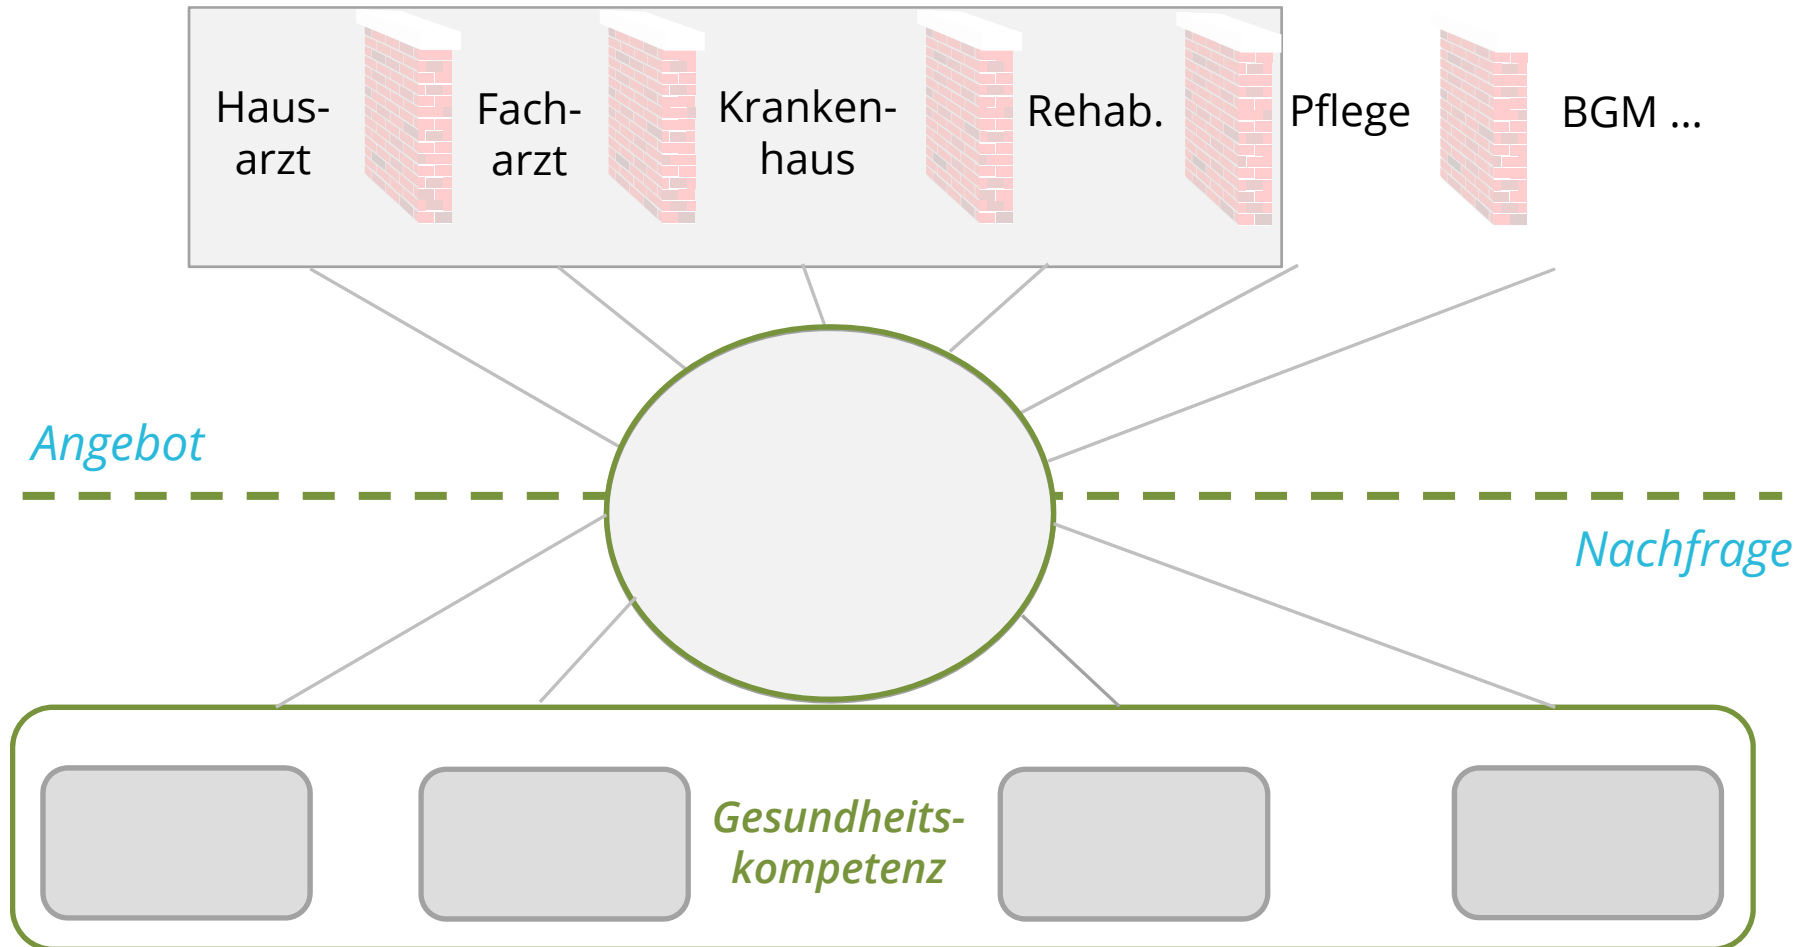 Haus-
arzt
Fach-
arzt
Kranken-
haus
Rehab.
Pflege
BGM ...
Angebot
Nachfrage
Gesundheits-
kompetenz